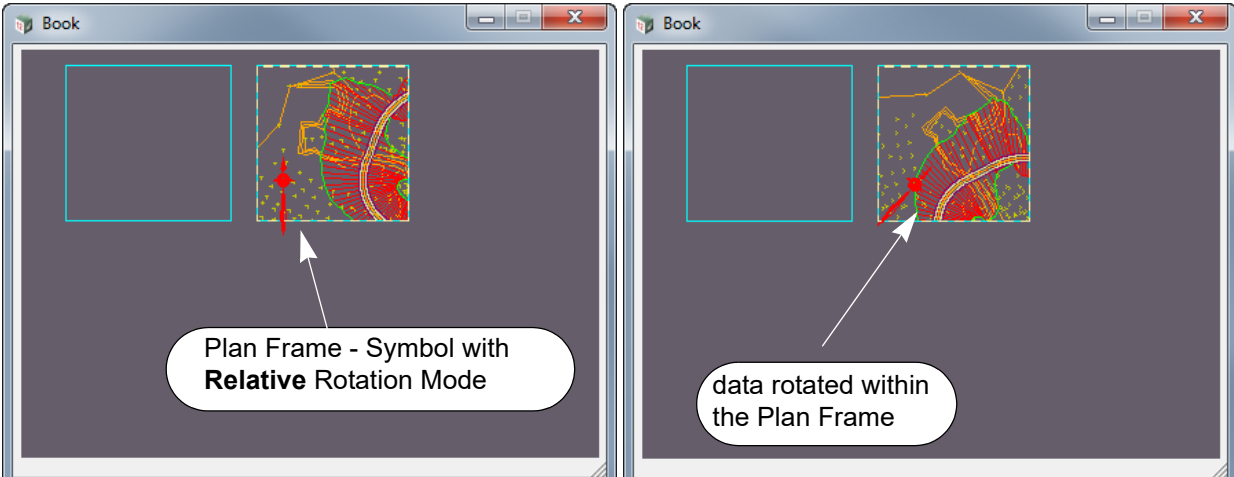 Book
Plan Frame - Symbol with
Relative Rotation Mode
Book
data rotated within
the Plan Frame